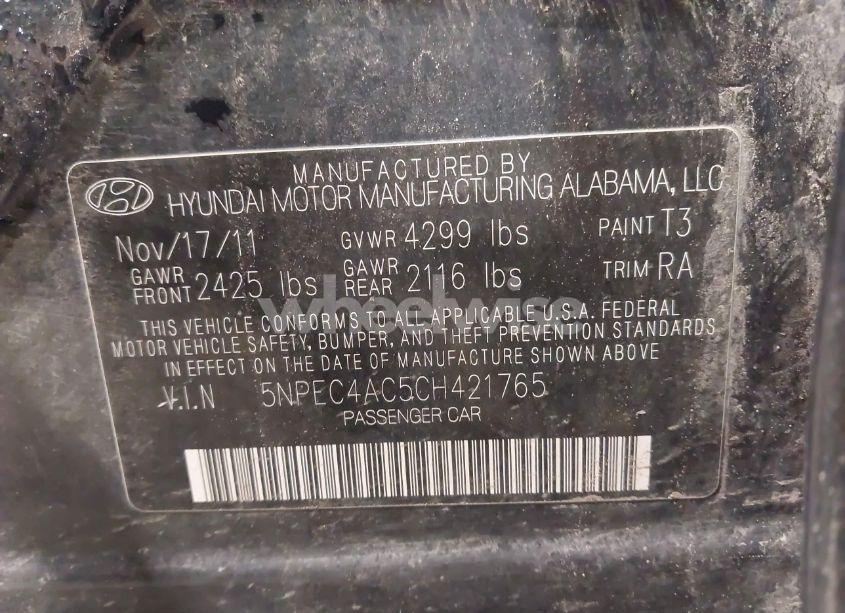 MANUFACTURED BY
HYUNDAI MOTOR MANUFACTURING ALABAMA, LLC
Nov/17/11 GVWR 4299 lbs PAINT T3
GAWR FRONT 2425 lbs GAWR REAR 2116 lbs TRIM RA
wheelwise
THIS VEHICLE CONFORMS TO ALL APPLICABLE U.S.A. FEDERAL
MOTOR VEHICLE SAFETY, BUMPER, AND THEFT PREVENTION STANDARDS
IN EFFECT ON THE DATE OF MANUFACTURE SHOWN ABOVE
V.I.N 5NPEC4AC5CH421765
PASSENGER CAR